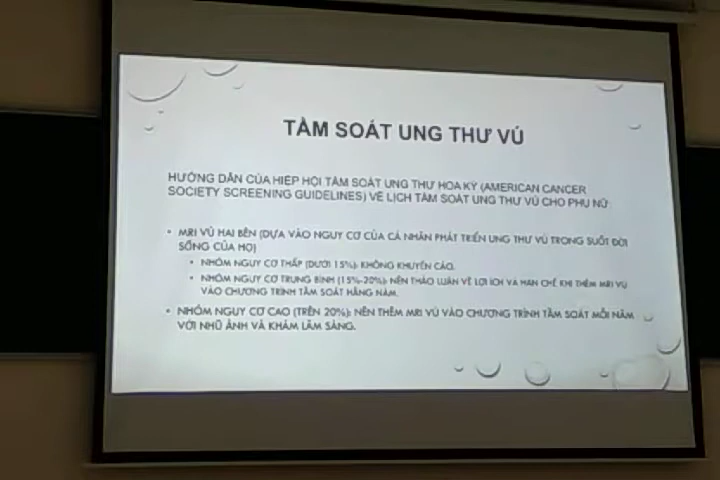 TẦM SOÁT UNG THƯ VÚ
HƯỚNG DẪN CỦA HIỆP HỘI TẦM SOÁT UNG THƯ HOA KỲ (AMERICAN CANCER
SOCIETY SCREENING GUIDELINES) VỀ LỊCH TẦM SOÁT UNG THƯ VÚ CHO PHỤ NỮ
• MRI VÚ HAI BÊN (DỰA VÀO NGUY CƠ CỦA CÁ NHÂN PHÁT TRIỂN UNG THƯ VÚ TRONG SUỐT ĐỜI
SỐNG CỦA HỌ)
• NHÓM NGUY CƠ THẤP (DƯỚI 15%): KHÔNG KHUYẾN CÁO.
• NHÓM NGUY CƠ TRUNG BÌNH (15%-20%): NÊN THẢO LUẬN VỀ LỢI ÍCH VÀ HẠN CHẾ KHI THÊM MRI VÚ
VÀO CHƯƠNG TRÌNH TẦM SOÁT HẰNG NĂM.
• NHÓM NGUY CƠ CAO (TRÊN 20%): NÊN THÊM MRI VÚ VÀO CHƯƠNG TRÌNH TẦM SOÁT MỖI NĂM
VỚI NHŨ ẢNH VÀ KHÁM LÂM SÀNG.